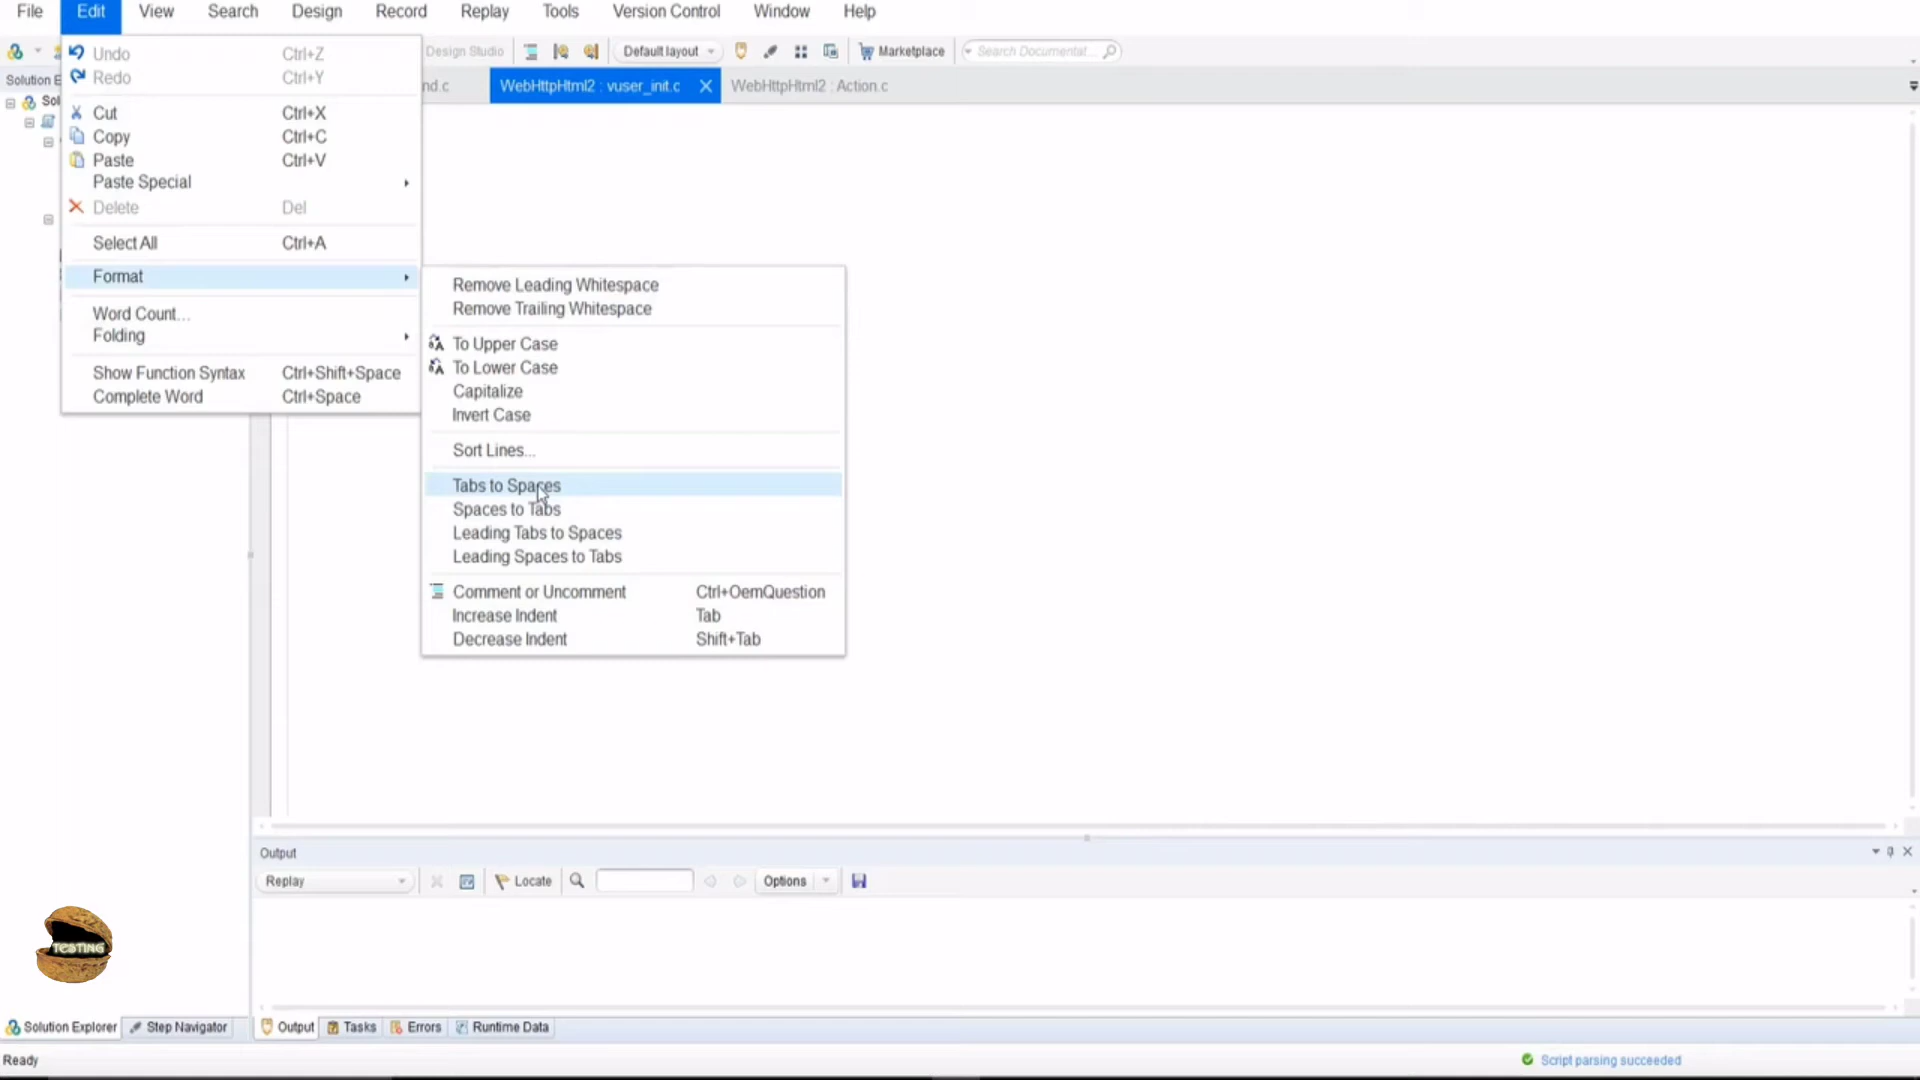 File Edit View Search Design Record Replay Tools Version Control Window Help
Design Studio Default layout Marketplace Search Documentat...
Solution E
nd.c WebHttpHtml2 : vuser_init.c WebHttpHtml2 : Action.c
Sol
Undo Ctrl+Z
Redo Ctrl+Y
Cut Ctrl+X
Copy Ctrl+C
Paste Ctrl+V
Paste Special
Delete Del
Select All Ctrl+A
Format
Word Count...
Folding
Show Function Syntax Ctrl+Shift+Space
Complete Word Ctrl+Space
Remove Leading Whitespace
Remove Trailing Whitespace
To Upper Case
To Lower Case
Capitalize
Invert Case
Sort Lines...
Tabs to Spaces
Spaces to Tabs
Leading Tabs to Spaces
Leading Spaces to Tabs
Comment or Uncomment Ctrl+OemQuestion
Increase Indent Tab
Decrease Indent Shift+Tab
Output
Replay Locate Options
TESTING
Solution Explorer Step Navigator Output Tasks Errors Runtime Data
Ready Script parsing succeeded